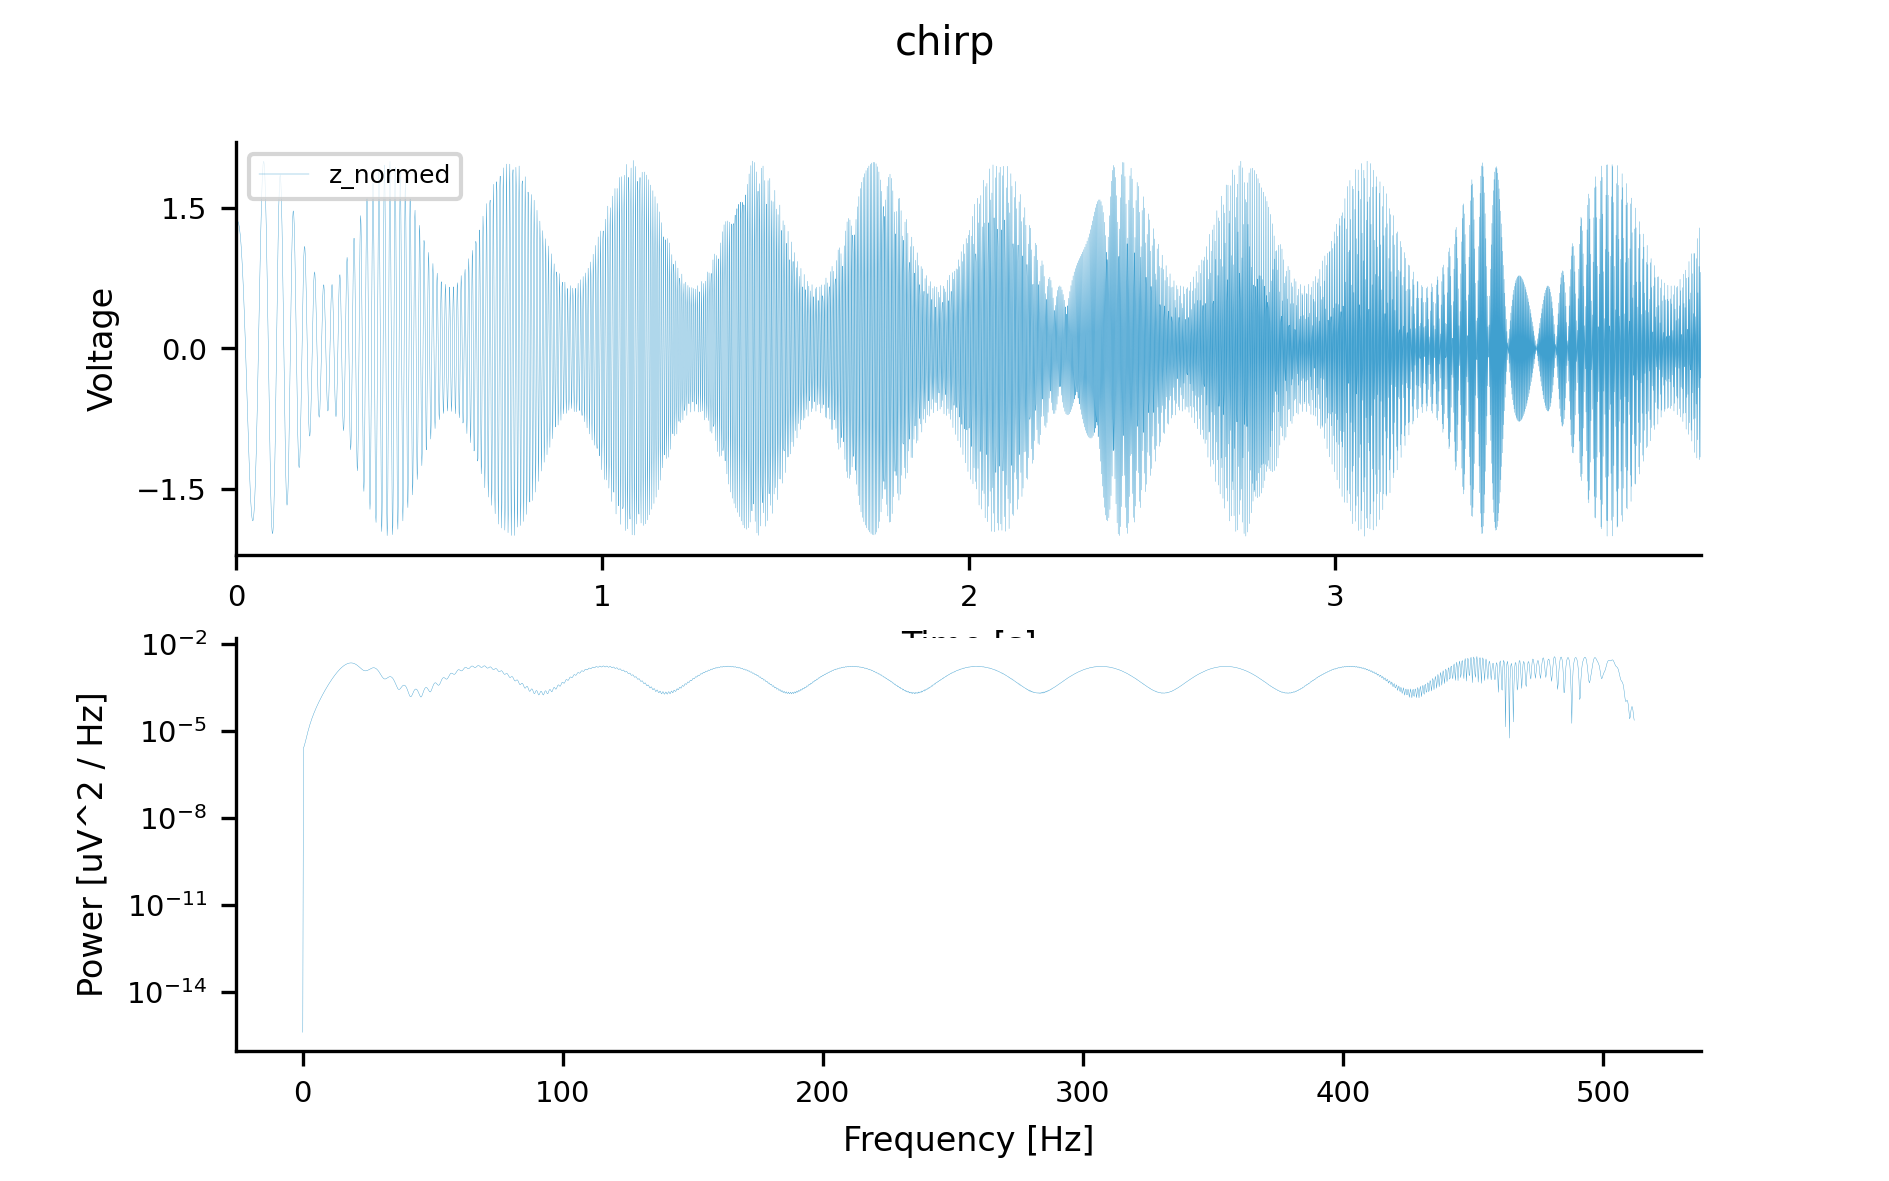 chirp
z_normed
Voltage
1.5
0.0
−1.5
0 1 2 3
Time [s]
Power [uV^2 / Hz]
10⁻²
10⁻⁵
10⁻⁸
10⁻¹¹
10⁻¹⁴
0 100 200 300 400 500
Frequency [Hz]